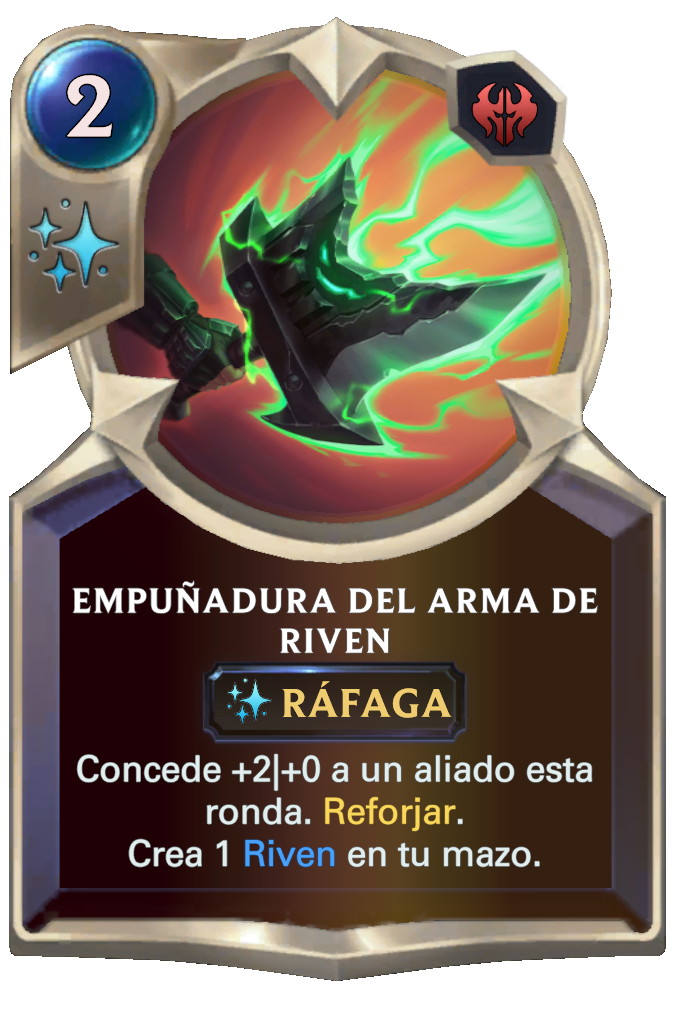 2
EMPUÑADURA DEL ARMA DE
RIVEN
RÁFAGA
Concede +2|+0 a un aliado esta
ronda. Reforjar.
Crea 1 Riven en tu mazo.